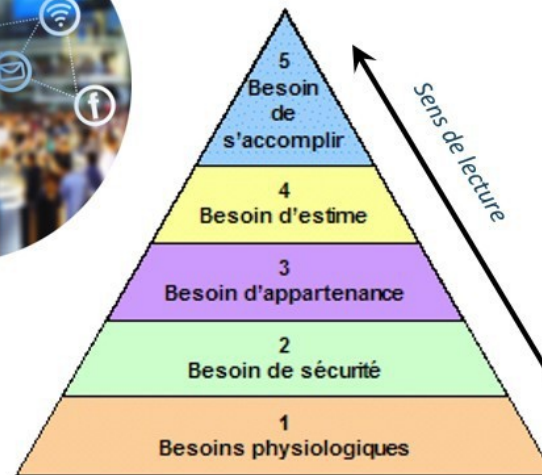 5
Besoin
de
s'accomplir
4
Besoin d'estime
3
Besoin d'appartenance
2
Besoin de sécurité
1
Besoins physiologiques
Sens de lecture
f